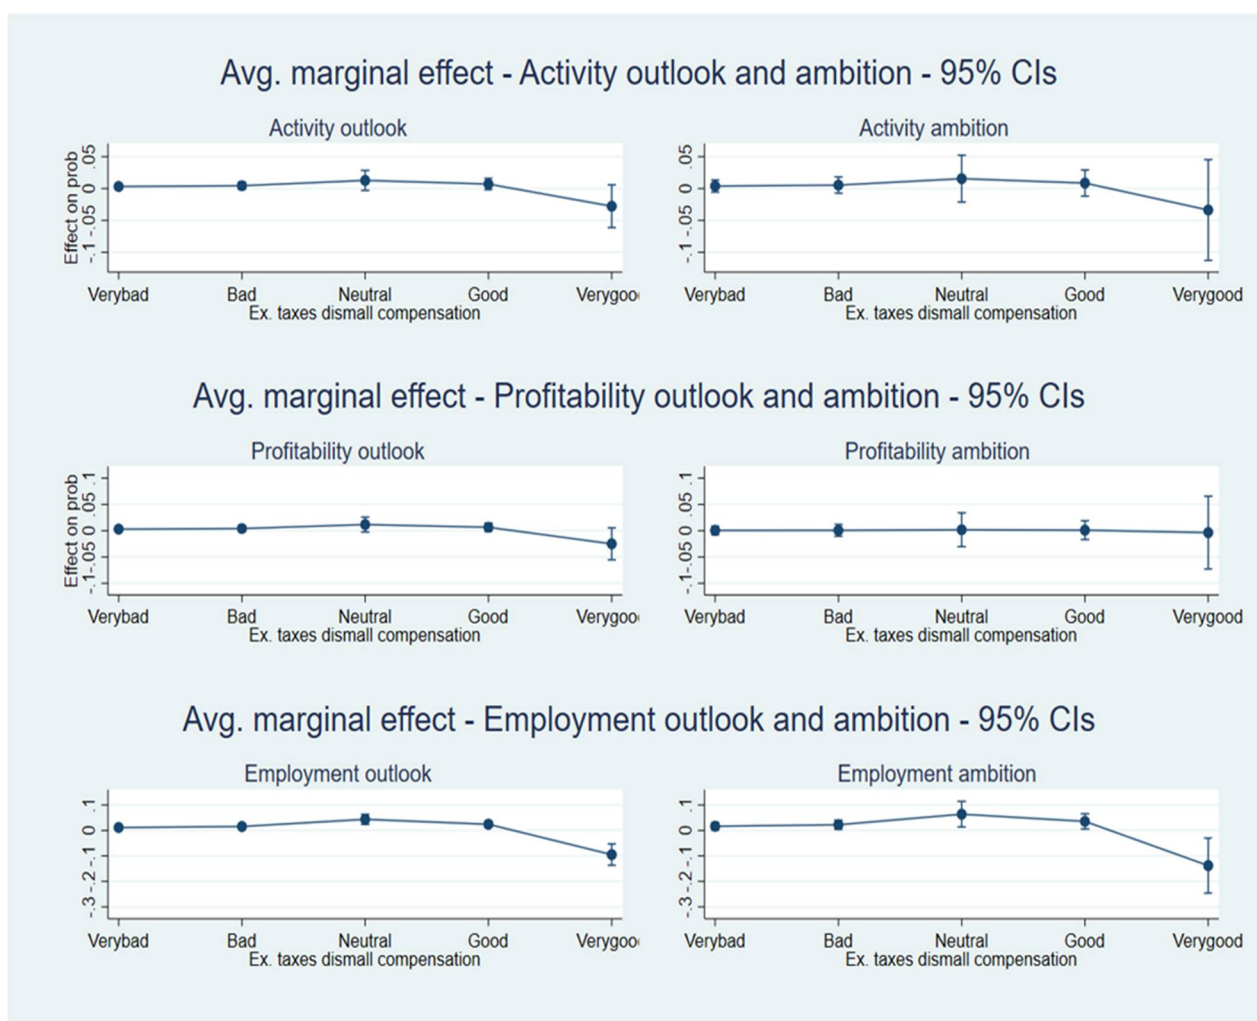 Avg. marginal effect - Activity outlook and ambition - 95% CIs
Activity outlook
Effect on prob
.05
0
-.05
-.1
Verybad Bad Neutral Good Verygoo
Ex. taxes dismall compensation
Activity ambition
.05
0
-.05
-.1
Verybad Bad Neutral Good Verygood
Ex. taxes dismall compensation
Avg. marginal effect - Profitability outlook and ambition - 95% CIs
Profitability outlook
Effect on prob
.1
.05
0
-.05
-.1
Verybad Bad Neutral Good Verygoo
Ex. taxes dismall compensation
Profitability ambition
.1
.05
0
-.05
-.1
Verybad Bad Neutral Good Verygood
Ex. taxes dismall compensation
Avg. marginal effect - Employment outlook and ambition - 95% CIs
Employment outlook
.1
0
-.1
-.2
-.3
Verybad Bad Neutral Good Verygoo
Ex. taxes dismall compensation
Employment ambition
.1
0
-.1
-.2
-.3
Verybad Bad Neutral Good Verygood
Ex. taxes dismall compensation